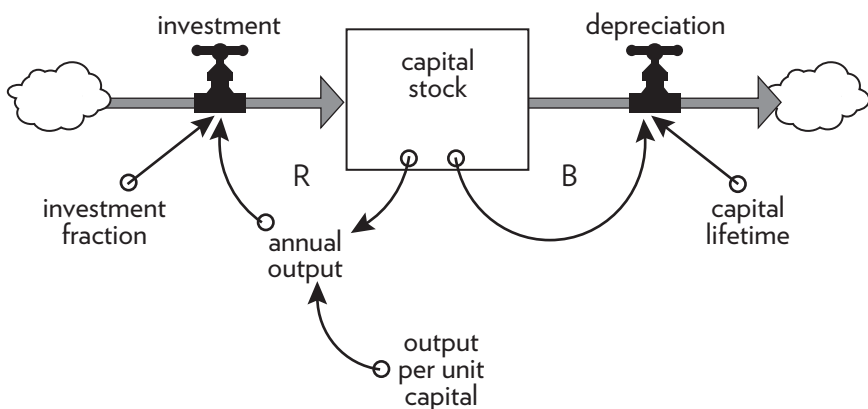 investment
depreciation
capital
stock
R
B
investment
fraction
capital
lifetime
annual
output
output
per unit
capital